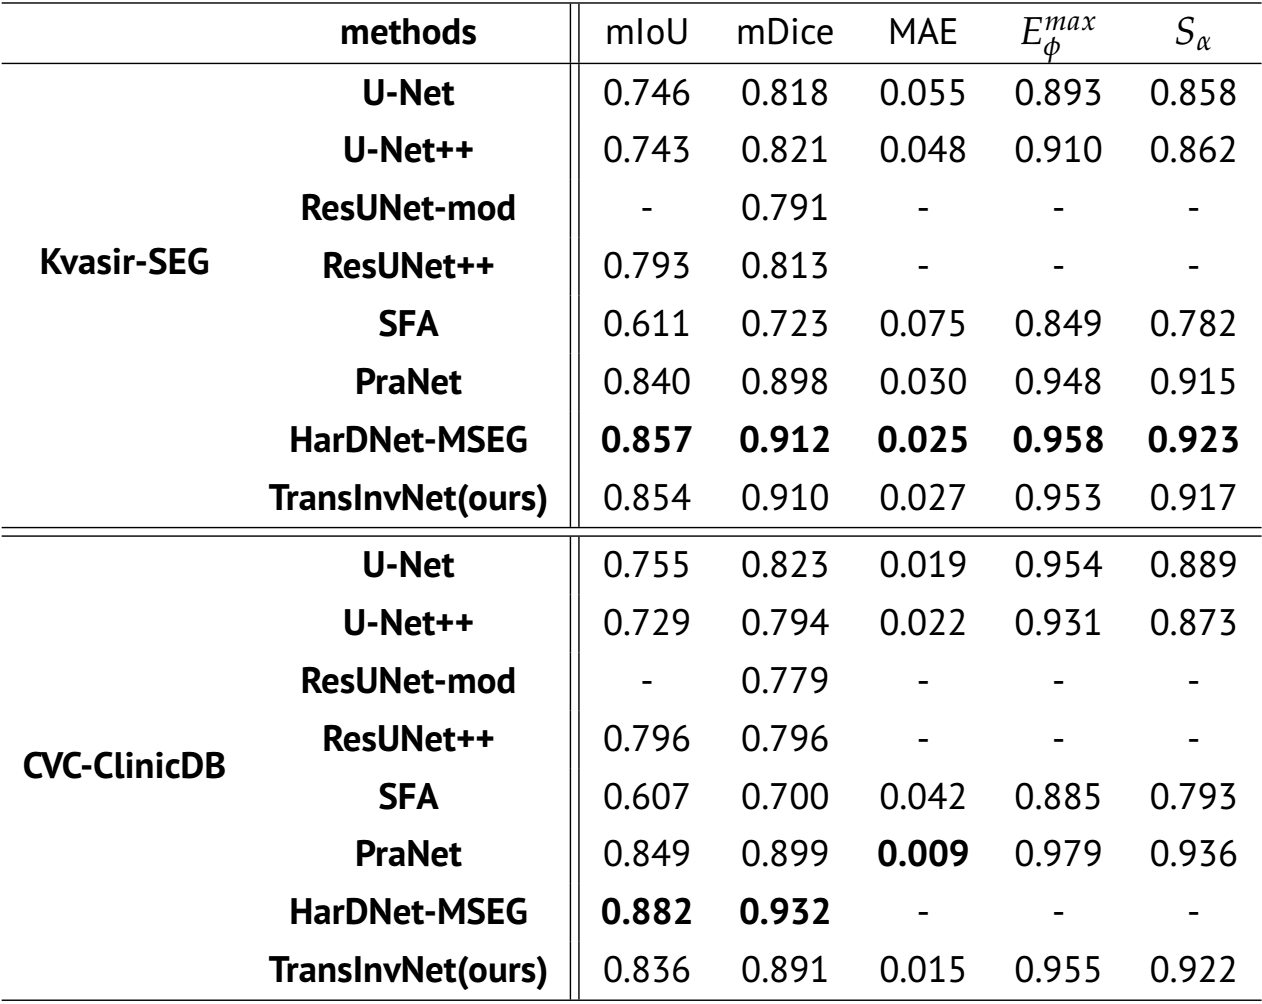 methods mIoU mDice MAE E_ϕ^max S_α
U-Net 0.746 0.818 0.055 0.893 0.858
U-Net++ 0.743 0.821 0.048 0.910 0.862
ResUNet-mod - 0.791 - - -
Kvasir-SEG
ResUNet++ 0.793 0.813 - - -
SFA 0.611 0.723 0.075 0.849 0.782
PraNet 0.840 0.898 0.030 0.948 0.915
HarDNet-MSEG 0.857 0.912 0.025 0.958 0.923
TransInvNet(ours) 0.854 0.910 0.027 0.953 0.917
U-Net 0.755 0.823 0.019 0.954 0.889
U-Net++ 0.729 0.794 0.022 0.931 0.873
ResUNet-mod - 0.779 - - -
ResUNet++ 0.796 0.796 - - -
CVC-ClinicDB
SFA 0.607 0.700 0.042 0.885 0.793
PraNet 0.849 0.899 0.009 0.979 0.936
HarDNet-MSEG 0.882 0.932 - - -
TransInvNet(ours) 0.836 0.891 0.015 0.955 0.922